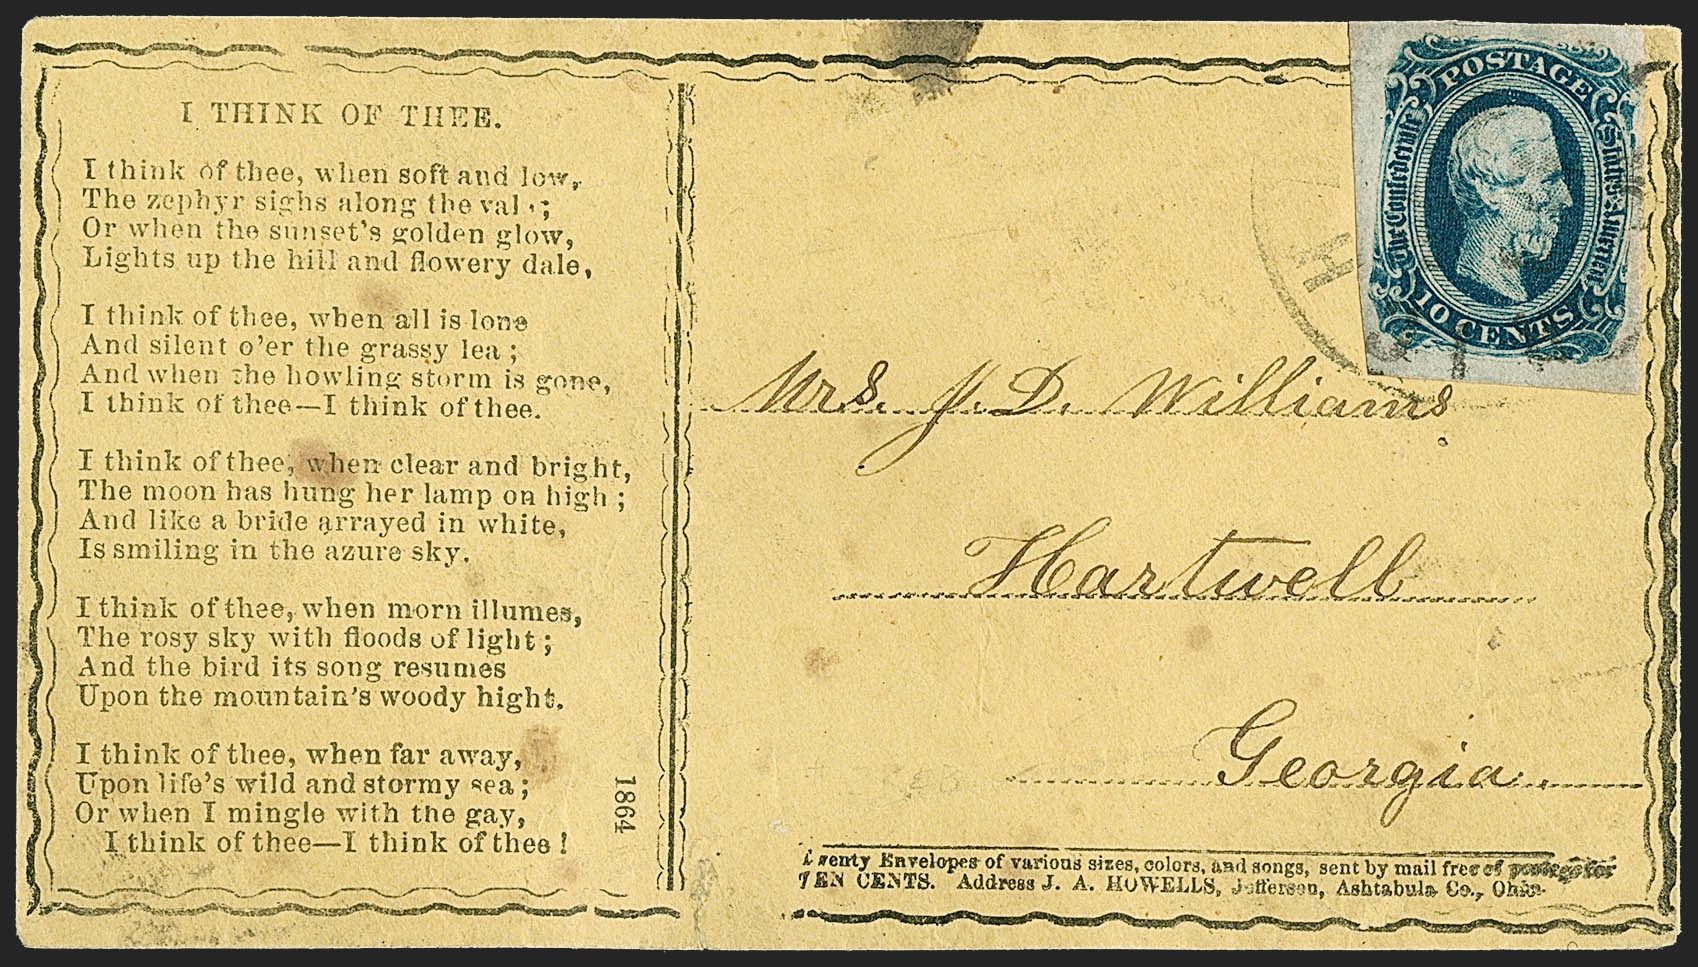 I THINK OF THEE.
I think of thee, when soft and low,
The zephyr sighs along the val ;
Or when the sunset's golden glow,
Lights up the hill and flowery dale,
I think of thee, when all is lone
And silent o'er the grassy lea ;
And when the howling storm is gone,
I think of thee—I think of thee.
I think of thee, when clear and bright,
The moon has hung her lamp on high ;
And like a bride arrayed in white,
Is smiling in the azure sky.
I think of thee, when morn illumes,
The rosy sky with floods of light ;
And the bird its song resumes
Upon the mountain's woody hight.
I think of thee, when far away,
Upon life's wild and stormy sea ;
Or when I mingle with the gay,
I think of thee—I think of thee !
1864
POSTAGE
The Confederate
States America
10 CENTS
H
Mrs. J. D. Williams
Hartwell
Georgia.
Twenty Envelopes of various sizes, colors, and songs, sent by mail free of for
TEN CENTS. Address J. A. HOWELLS, Jefferson, Ashtabula Co., Ohio